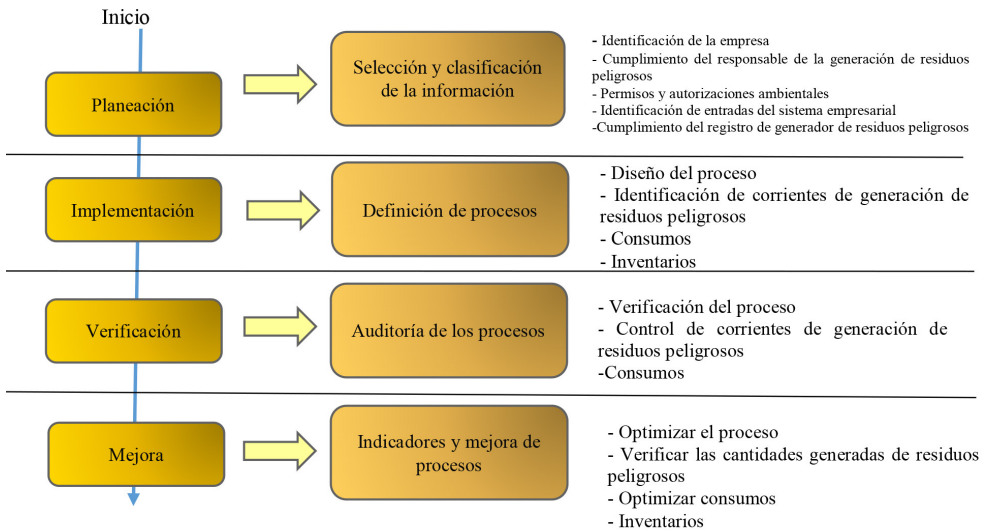 Inicio
Planeación
Selección y clasificación
de la información
- Identificación de la empresa
- Cumplimiento del responsable de la generación de residuos
peligrosos
- Permisos y autorizaciones ambientales
- Identificación de entradas del sistema empresarial
-Cumplimiento del registro de generador de residuos peligrosos
Implementación
Definición de procesos
- Diseño del proceso
- Identificación de corrientes de generación de
residuos peligrosos
- Consumos
- Inventarios
Verificación
Auditoría de los procesos
- Verificación del proceso
- Control de corrientes de generación de
residuos peligrosos
-Consumos
Mejora
Indicadores y mejora de
procesos
- Optimizar el proceso
- Verificar las cantidades generadas de residuos
peligrosos
- Optimizar consumos
- Inventarios